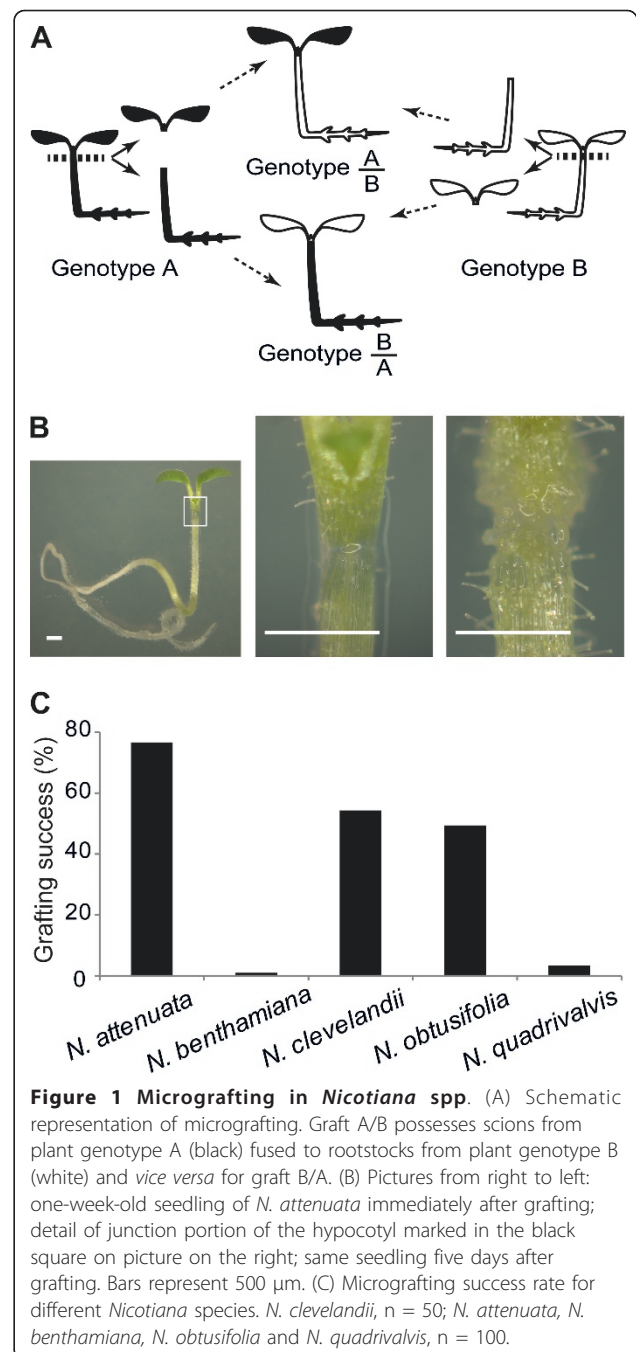 A
Genotype A
Genotype A/B
Genotype B
Genotype B/A
B
C
Grafting success (%)
80
60
40
20
0
N. attenuata
N. benthamiana
N. clevelandii
N. obtusifolia
N. quadrivalvis
Figure 1 Micrografting in Nicotiana spp. (A) Schematic
representation of micrografting. Graft A/B possesses scions from
plant genotype A (black) fused to rootstocks from plant genotype B
(white) and vice versa for graft B/A. (B) Pictures from right to left:
one-week-old seedling of N. attenuata immediately after grafting;
detail of junction portion of the hypocotyl marked in the black
square on picture on the right; same seedling five days after
grafting. Bars represent 500 μm. (C) Micrografting success rate for
different Nicotiana species. N. clevelandii, n = 50; N. attenuata, N.
benthamiana, N. obtusifolia and N. quadrivalvis, n = 100.